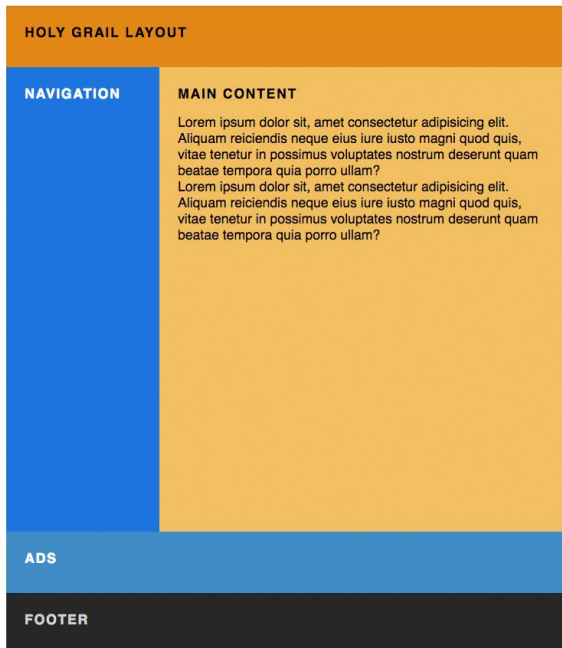 HOLY GRAIL LAYOUT
NAVIGATION
MAIN CONTENT
Lorem ipsum dolor sit, amet consectetur adipisicing elit.
Aliquam reiciendis neque eius iure iusto magni quod quis,
vitae tenetur in possimus voluptates nostrum deserunt quam
beatae tempora quia porro ullam?
Lorem ipsum dolor sit, amet consectetur adipisicing elit.
Aliquam reiciendis neque eius iure iusto magni quod quis,
vitae tenetur in possimus voluptates nostrum deserunt quam
beatae tempora quia porro ullam?
ADS
FOOTER